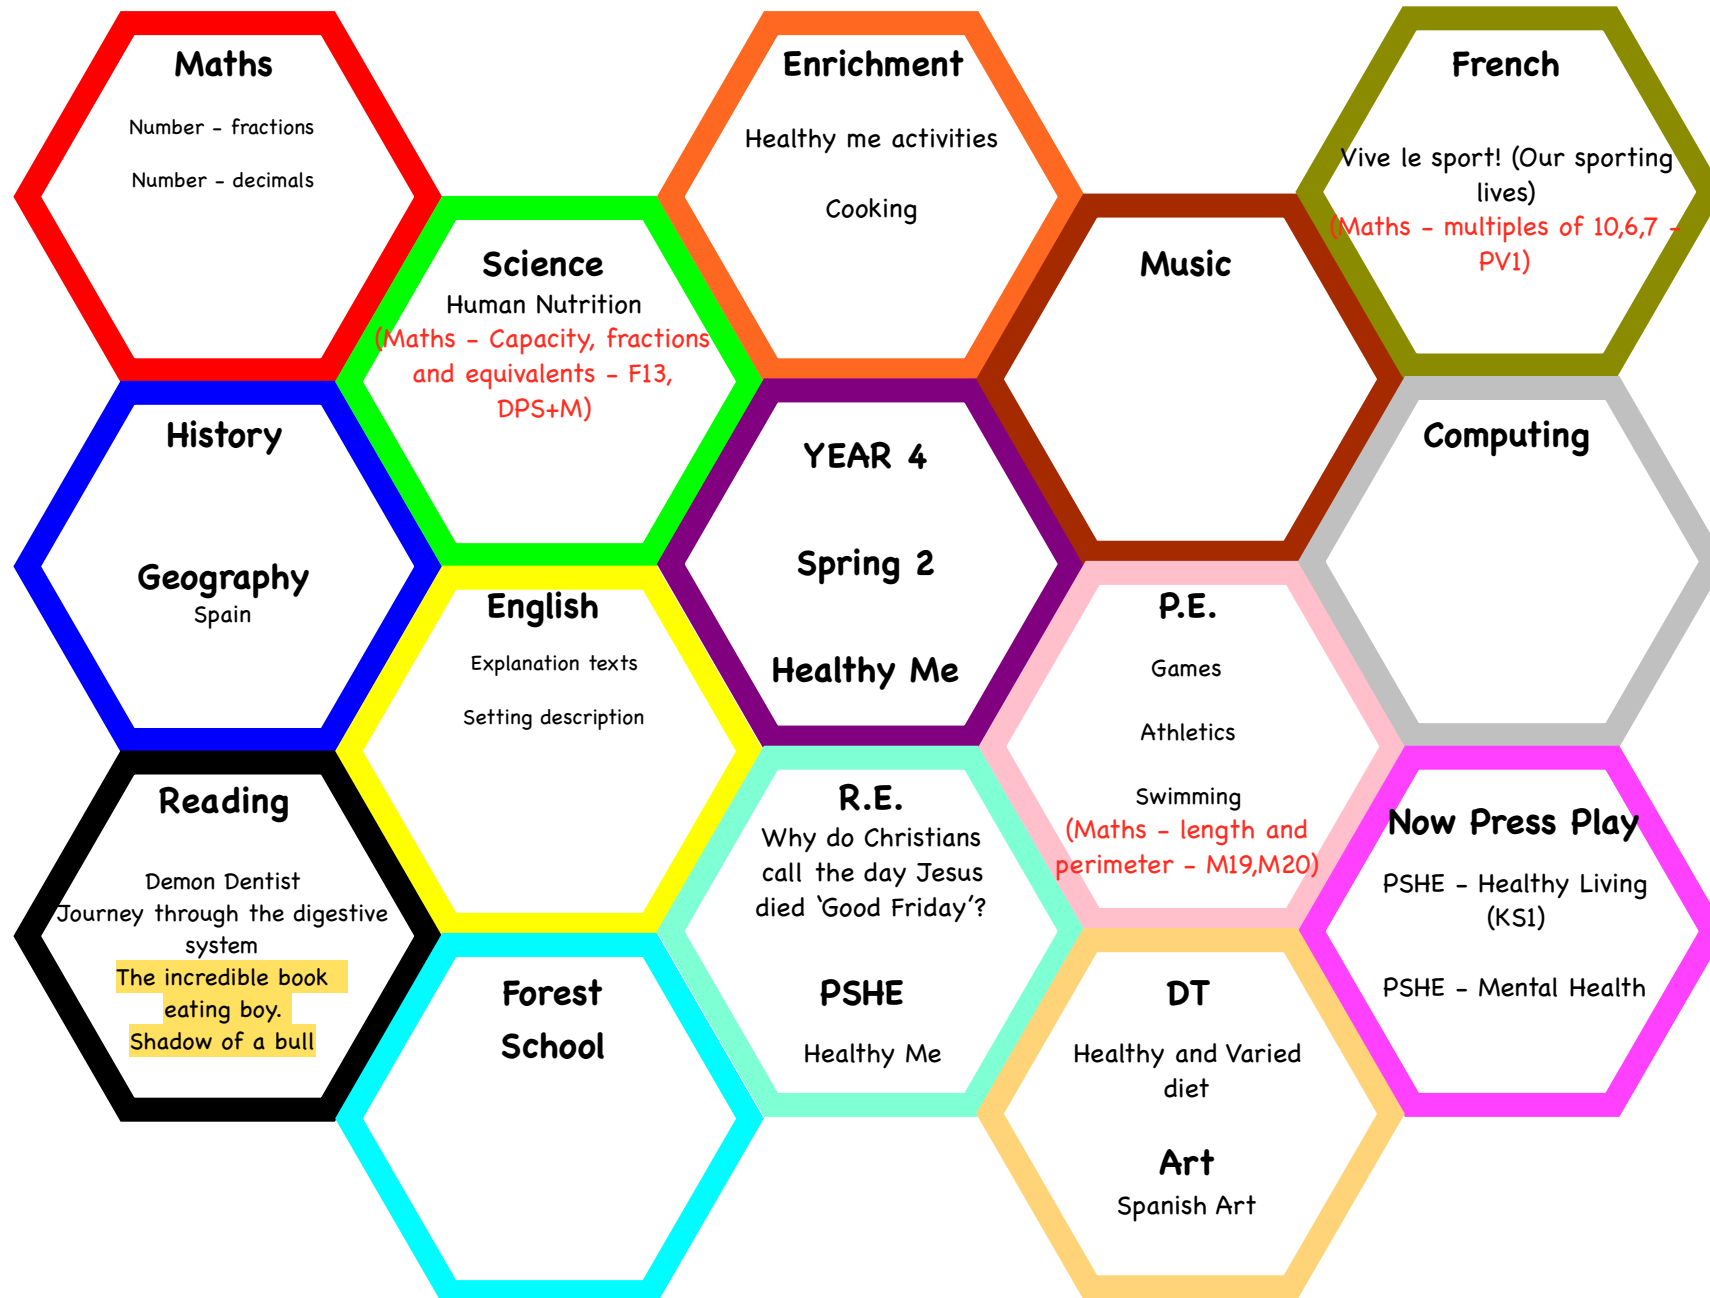 Maths
Number - fractions
Number - decimals
Enrichment
Healthy me activities
Cooking
French
Vive le sport! (Our sporting
lives)
(Maths - multiples of 10,6,7 -
PV1)
Science
Human Nutrition
(Maths - Capacity, fractions
and equivalents - F13,
DPS+M)
Music
History
Geography
Spain
YEAR 4
Spring 2
Healthy Me
Computing
English
Explanation texts
Setting description
P.E.
Games
Athletics
Swimming
(Maths - length and
perimeter - M19,M20)
Reading
Demon Dentist
Journey through the digestive
system
The incredible book
eating boy.
Shadow of a bull
R.E.
Why do Christians
call the day Jesus
died ‘Good Friday’?
PSHE
Healthy Me
Now Press Play
PSHE - Healthy Living
(KS1)
PSHE - Mental Health
Forest
School
DT
Healthy and Varied
diet
Art
Spanish Art